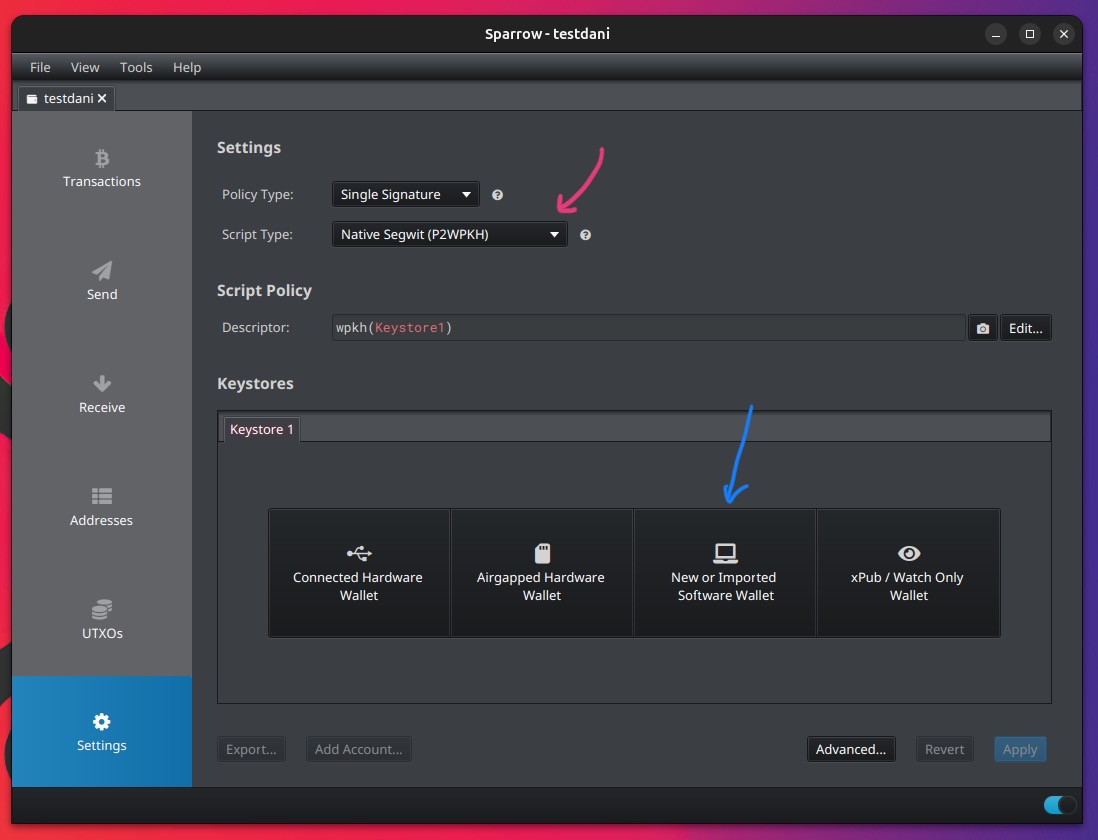 Sparrow - testdani
File View Tools Help
testdani
Transactions
Send
Receive
Addresses
UTXOs
Settings
Settings
Policy Type: Single Signature
Script Type: Native Segwit (P2WPKH)
Script Policy
Descriptor: wpkh(Keystore1) Edit...
Keystores
Keystore 1
Connected Hardware
Wallet
Airgapped Hardware
Wallet
New or Imported
Software Wallet
xPub / Watch Only
Wallet
Export... Add Account... Advanced... Revert Apply